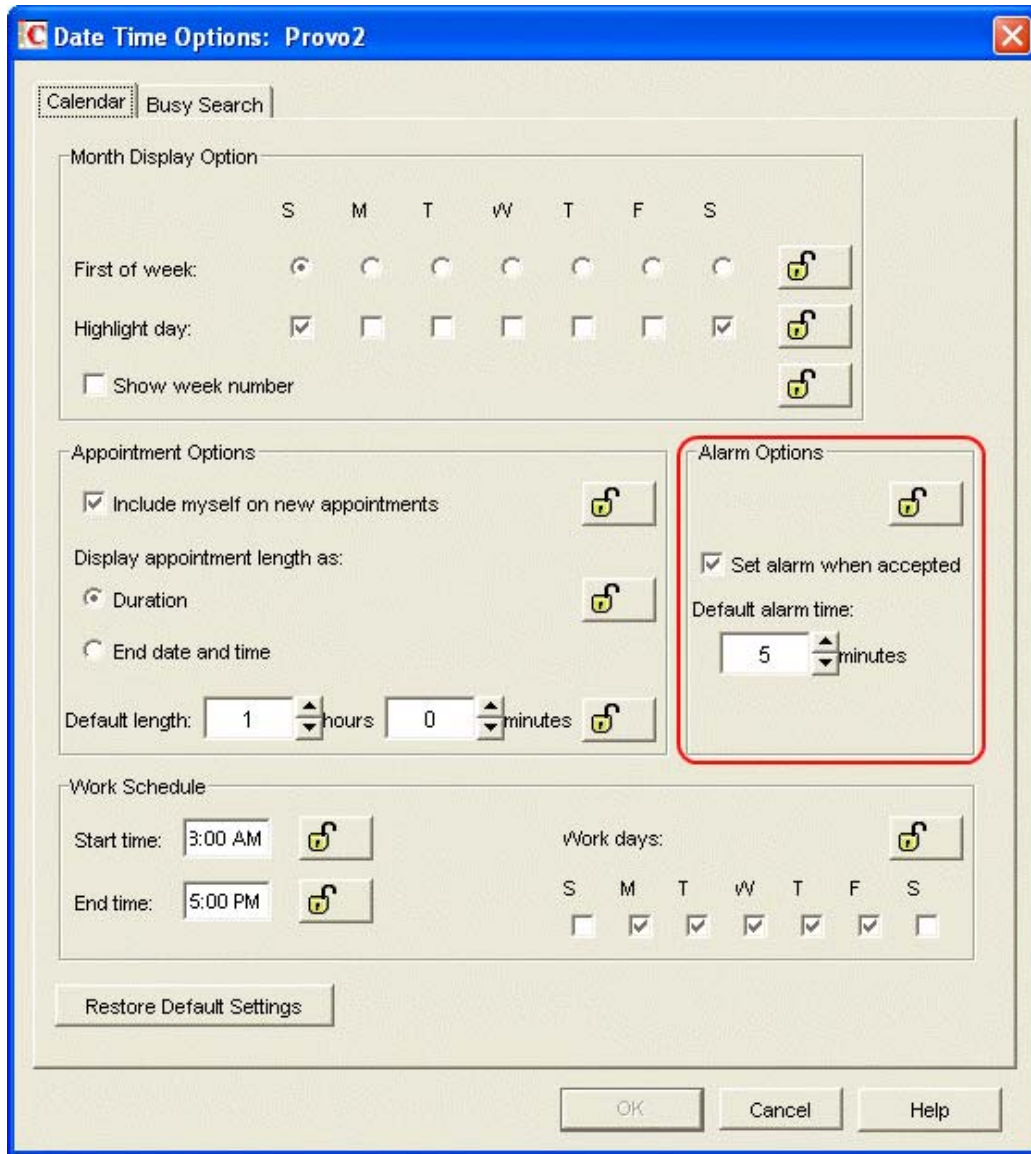 Date Time Options: Provo2
Calendar Busy Search
Month Display Option
S M T W T F S
First of week:
Highlight day:
Show week number
Appointment Options
Include myself on new appointments
Display appointment length as:
Duration
End date and time
Default length: 1 hours 0 minutes
Alarm Options
Set alarm when accepted
Default alarm time:
5 minutes
Work Schedule
Start time: :00 AM
End time: 5:00 PM
Work days:
S M T W T F S
Restore Default Settings
OK Cancel Help